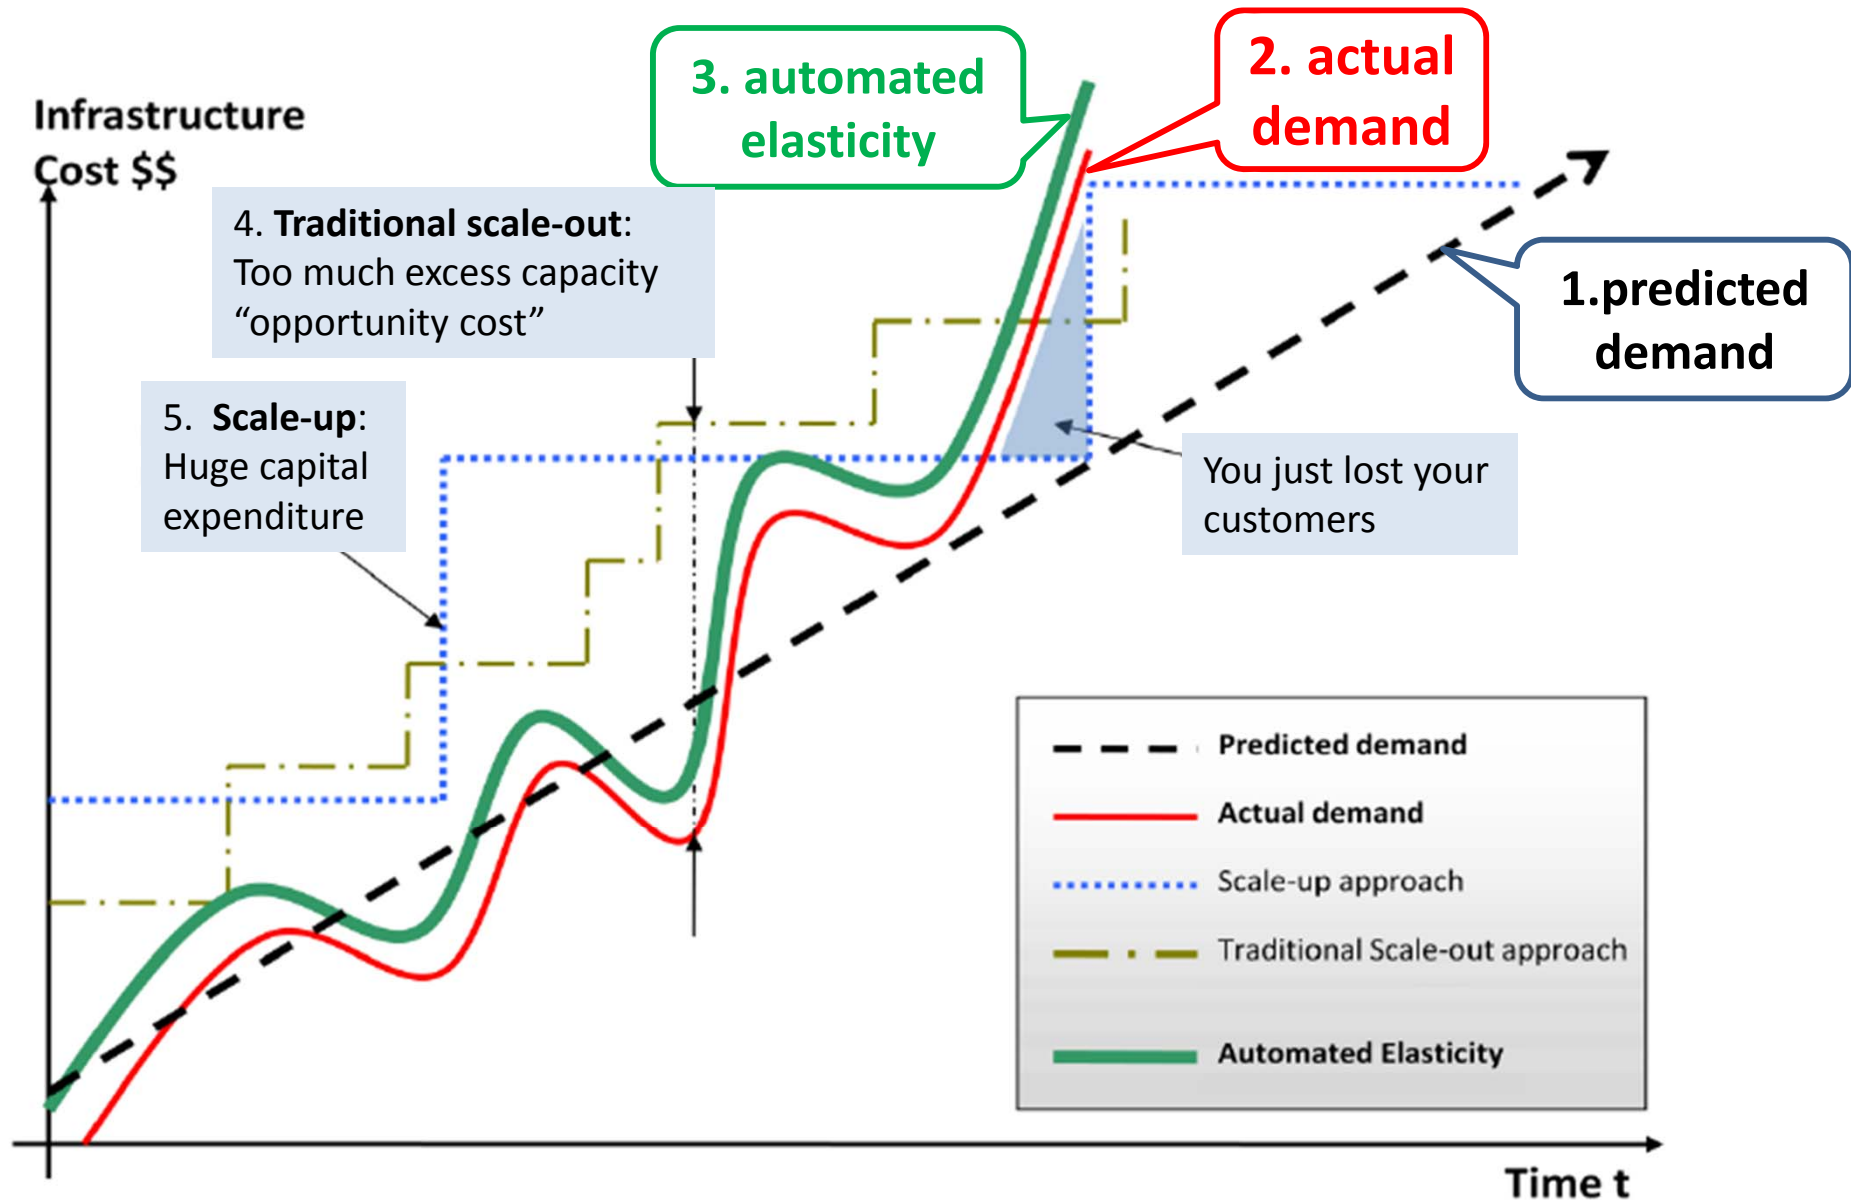 3. automated
elasticity
2. actual
demand
Infrastructure
Cost $$
4. Traditional scale-out:
Too much excess capacity
“opportunity cost”
1.predicted
demand
5.  Scale-up:
Huge capital
expenditure
You just lost your
customers
Predicted demand
Actual demand
Scale-up approach
Traditional Scale-out approach
Automated Elasticity
Time t